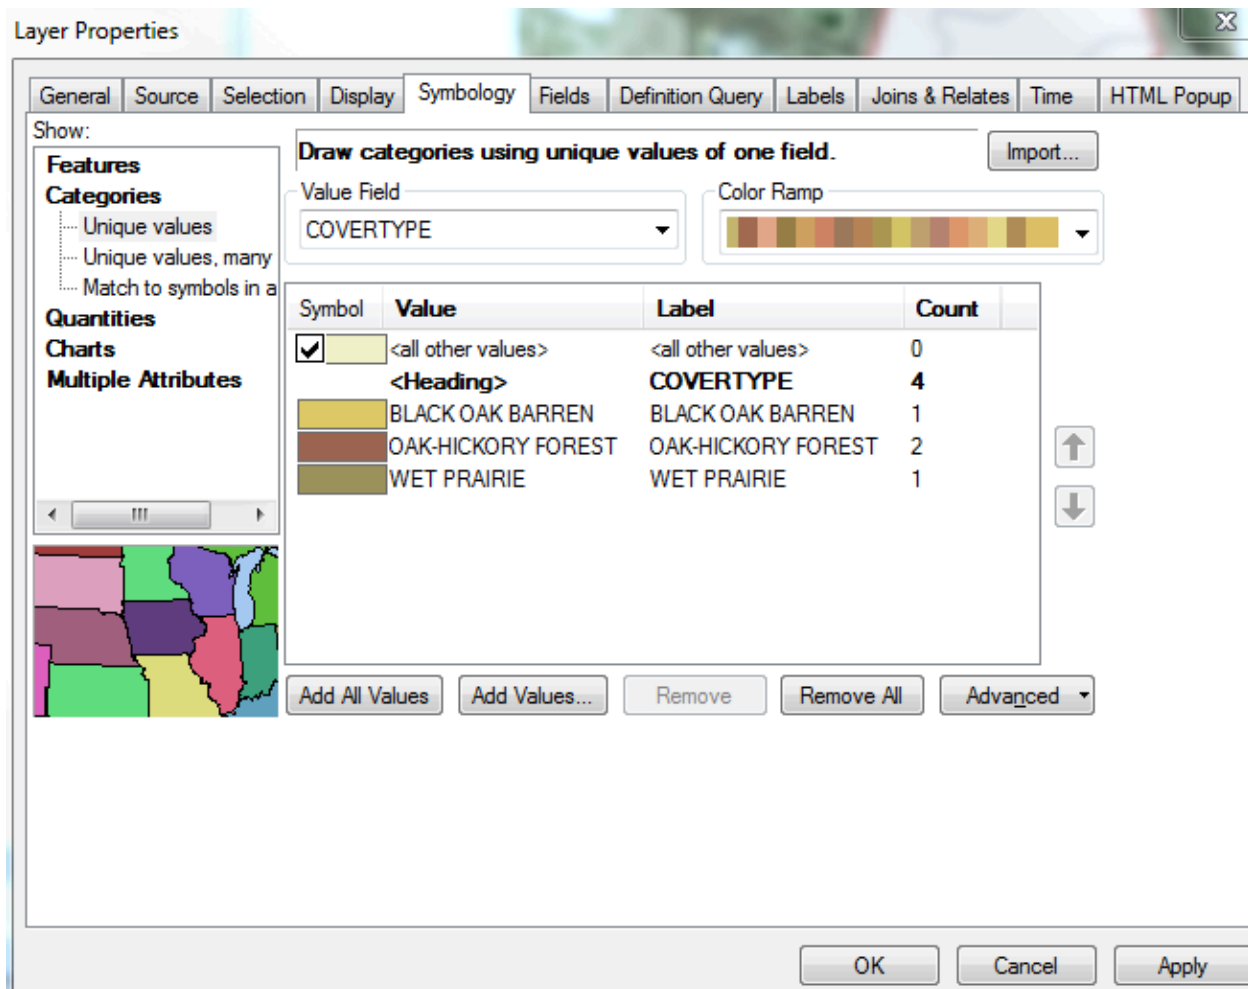 Layer Properties
General Source Selection Display Symbology Fields Definition Query Labels Joins & Relates Time HTML Popup
Show:
Features
Categories
Unique values
Unique values, many
Match to symbols in a
Quantities
Charts
Multiple Attributes
Draw categories using unique values of one field.
Import...
Value Field
COVERTYPE
Color Ramp
Symbol Value Label Count
<all other values> <all other values> 0
<Heading> COVERTYPE 4
BLACK OAK BARREN BLACK OAK BARREN 1
OAK-HICKORY FOREST OAK-HICKORY FOREST 2
WET PRAIRIE WET PRAIRIE 1
Add All Values Add Values... Remove Remove All Advanced
OK Cancel Apply